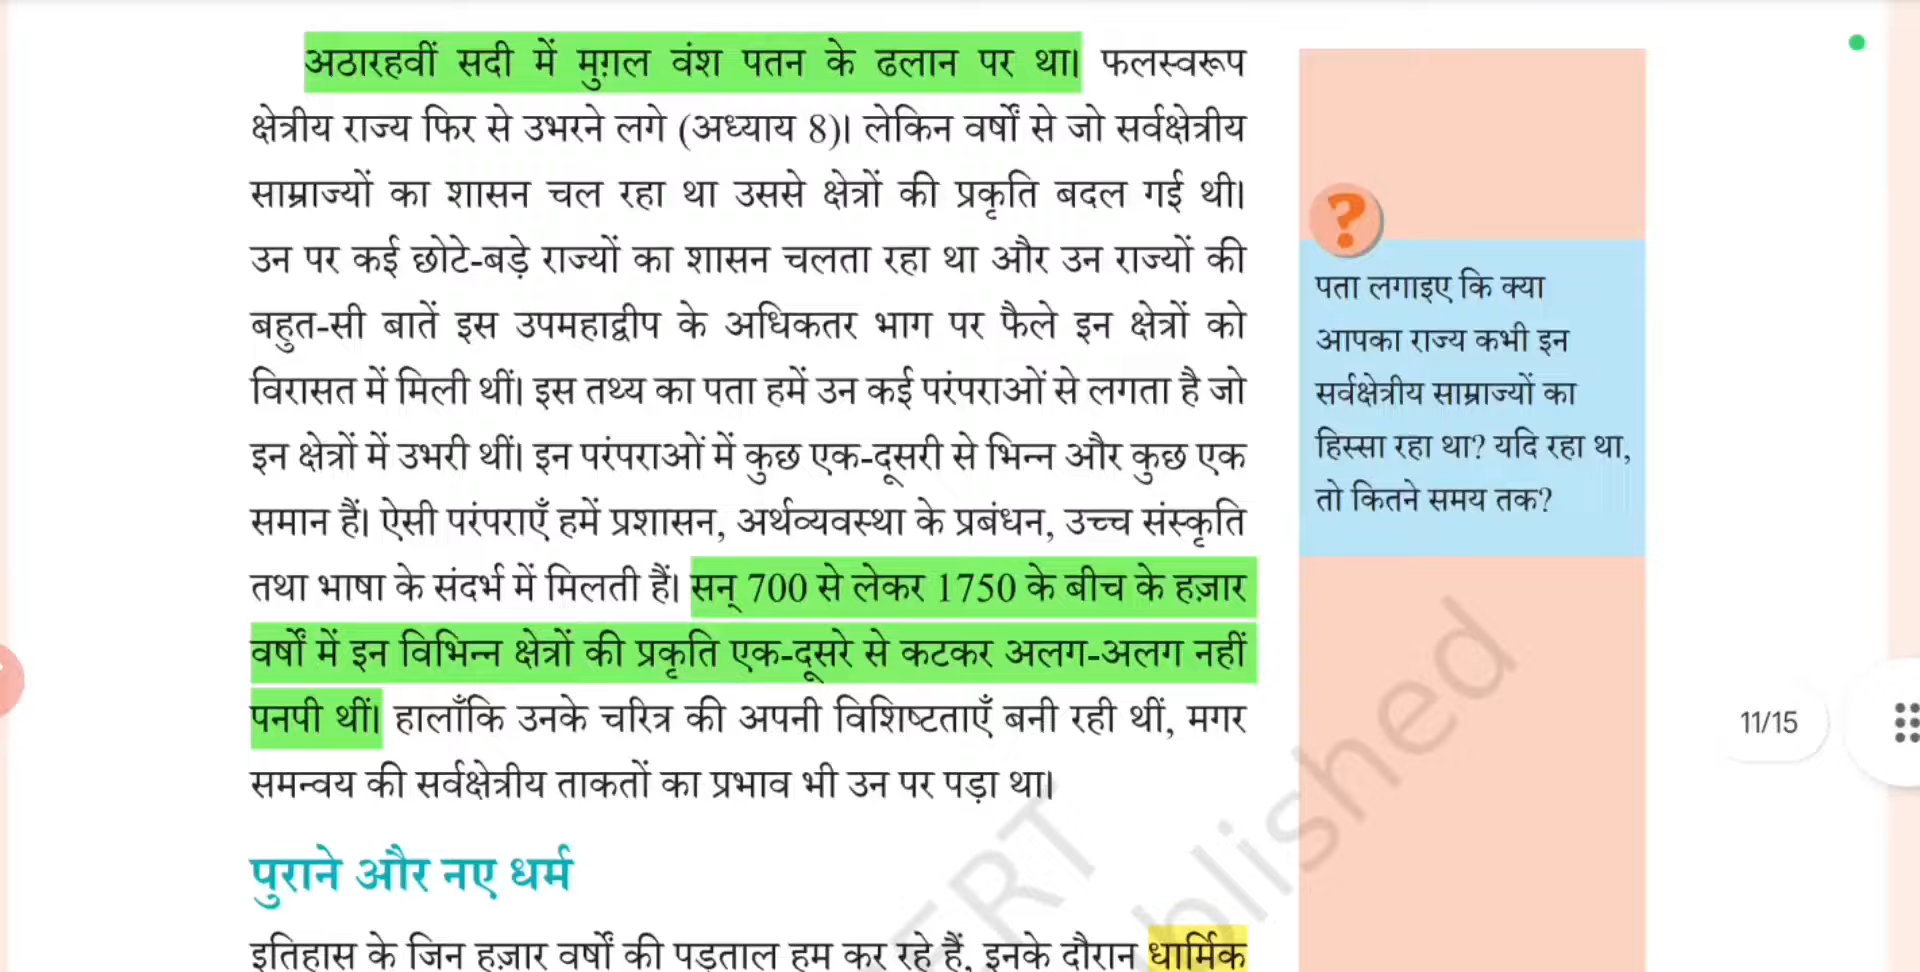 अठारहवीं सदी में मुग़ल वंश पतन के ढलान पर था। फलस्वरूप
क्षेत्रीय राज्य फिर से उभरने लगे (अध्याय 8)। लेकिन वर्षों से जो सर्वक्षेत्रीय
साम्राज्यों का शासन चल रहा था उससे क्षेत्रों की प्रकृति बदल गई थी।
उन पर कई छोटे-बड़े राज्यों का शासन चलता रहा था और उन राज्यों की
बहुत-सी बातें इस उपमहाद्वीप के अधिकतर भाग पर फैले इन क्षेत्रों को
विरासत में मिली थीं। इस तथ्य का पता हमें उन कई परंपराओं से लगता है जो
इन क्षेत्रों में उभरी थीं। इन परंपराओं में कुछ एक-दूसरी से भिन्न और कुछ एक
समान हैं। ऐसी परंपराएँ हमें प्रशासन, अर्थव्यवस्था के प्रबंधन, उच्च संस्कृति
तथा भाषा के संदर्भ में मिलती हैं। सन् 700 से लेकर 1750 के बीच के हज़ार
वर्षों में इन विभिन्न क्षेत्रों की प्रकृति एक-दूसरे से कटकर अलग-अलग नहीं
पनपी थीं। हालाँकि उनके चरित्र की अपनी विशिष्टताएँ बनी रही थीं, मगर
समन्वय की सर्वक्षेत्रीय ताकतों का प्रभाव भी उन पर पड़ा था।
पुराने और नए धर्म
इतिहास के जिन हज़ार वर्षों की पड़ताल हम कर रहे हैं, इनके दौरान धार्मिक
?
पता लगाइए कि क्या
आपका राज्य कभी इन
सर्वक्षेत्रीय साम्राज्यों का
हिस्सा रहा था? यदि रहा था,
तो कितने समय तक?
11/15